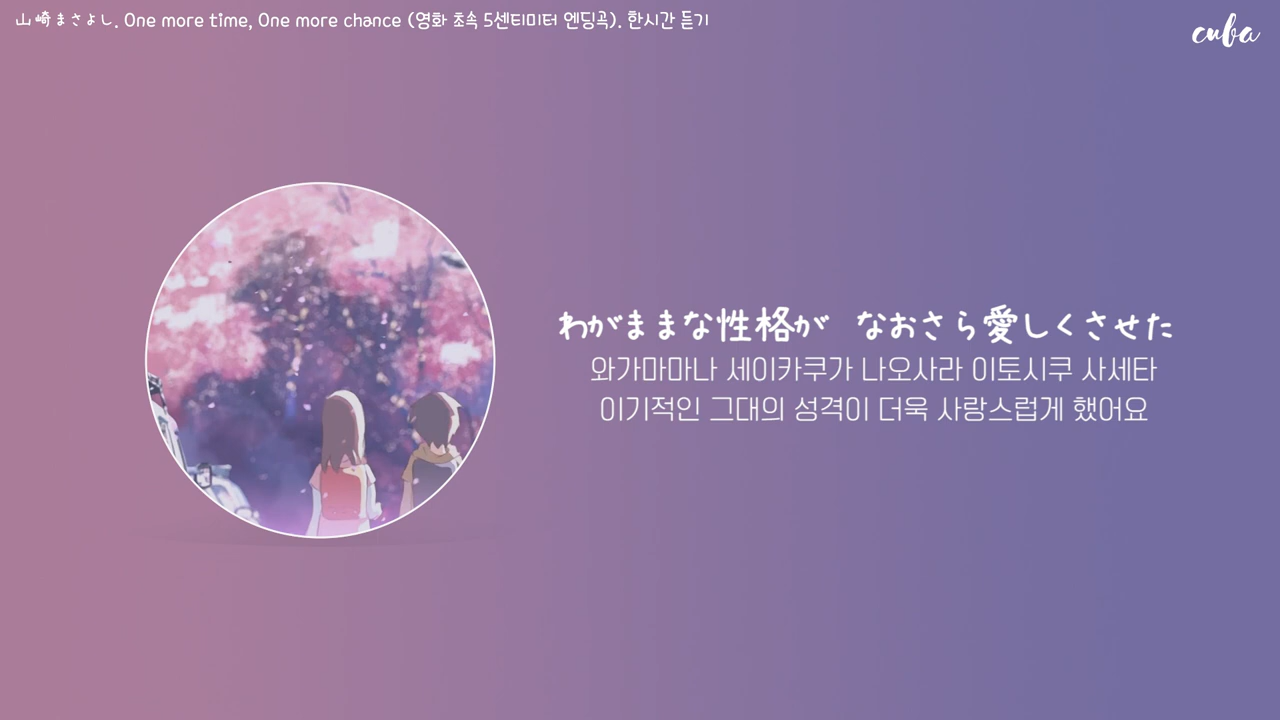 山崎まさよし. One more time, One more chance (영화 초속 5센티미터 엔딩곡). 한시간 듣기
cuba
わがままな性格が なおさら愛しくさせた
와가마마나 세이카쿠가 나오사라 이토시쿠 사세타
이기적인 그대의 성격이 더욱 사랑스럽게 했어요